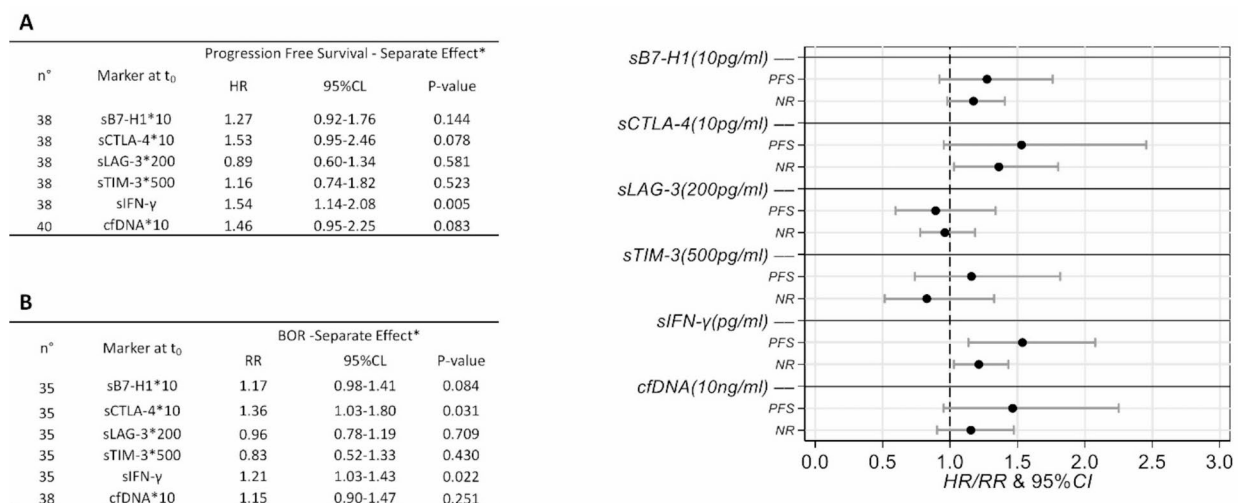 A
Progression Free Survival - Separate Effect*
n° Marker at t0 HR 95%CL P-value
38 sB7-H1*10 1.27 0.92-1.76 0.144
38 sCTLA-4*10 1.53 0.95-2.46 0.078
38 sLAG-3*200 0.89 0.60-1.34 0.581
38 sTIM-3*500 1.16 0.74-1.82 0.523
38 sIFN-γ 1.54 1.14-2.08 0.005
40 cfDNA*10 1.46 0.95-2.25 0.083
B
BOR -Separate Effect*
n° Marker at t0 RR 95%CL P-value
35 sB7-H1*10 1.17 0.98-1.41 0.084
35 sCTLA-4*10 1.36 1.03-1.80 0.031
35 sLAG-3*200 0.96 0.78-1.19 0.709
35 sTIM-3*500 0.83 0.52-1.33 0.430
35 sIFN-γ 1.21 1.03-1.43 0.022
38 cfDNA*10 1.15 0.90-1.47 0.251
sB7-H1(10pg/ml)
PFS
NR
sCTLA-4(10pg/ml)
PFS
NR
sLAG-3(200pg/ml)
PFS
NR
sTIM-3(500pg/ml)
PFS
NR
sIFN-γ(pg/ml)
PFS
NR
cfDNA(10ng/ml)
PFS
NR
0.0 0.5 1.0 1.5 2.0 2.5 3.0
HR/RR & 95%CI